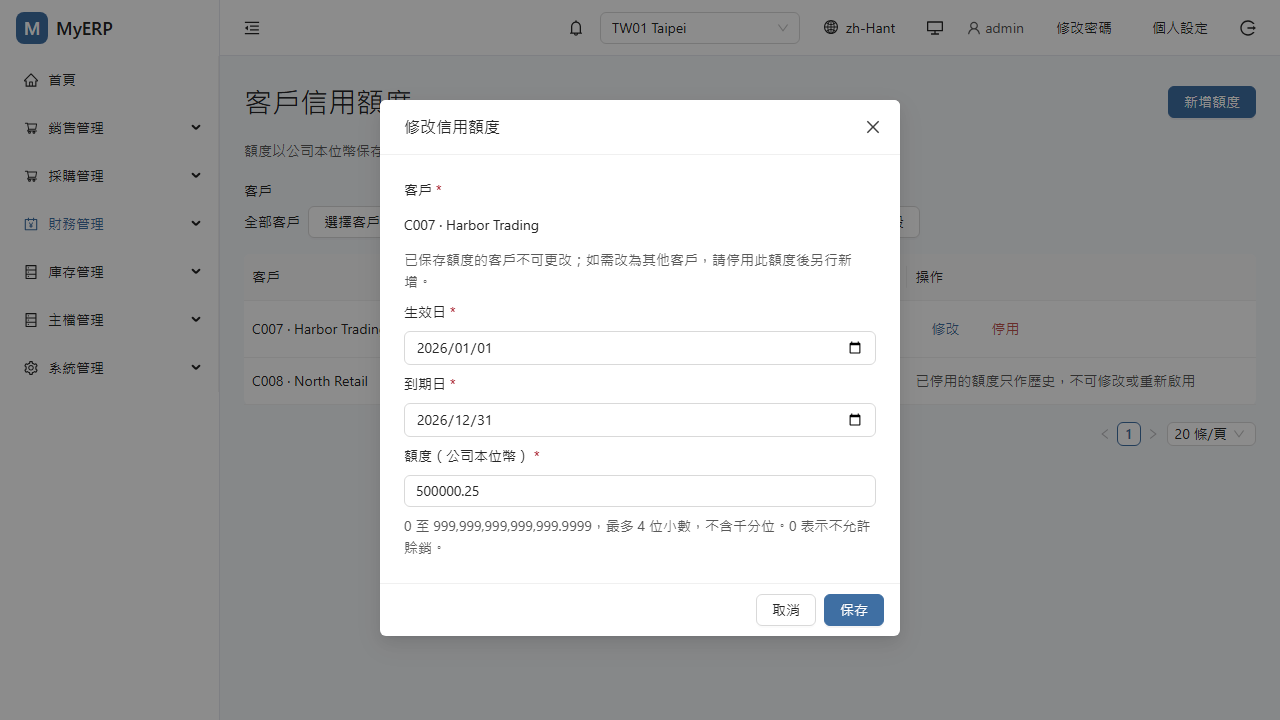 M MyERP
TW01 Taipei
zh-Hant
admin
修改密碼
個人設定
首頁
銷售管理
採購管理
財務管理
庫存管理
主檔管理
系統管理
客戶信用額度
新增額度
額度以公司本位幣保存
客戶
全部客戶 選擇客戶
客戶 操作
C007 · Harbor Trading 修改 停用
C008 · North Retail 已停用的額度只作歷史，不可修改或重新啟用
1 20 條/頁
修改信用額度
客戶 *
C007 · Harbor Trading
已保存額度的客戶不可更改；如需改為其他客戶，請停用此額度後另行新
增。
生效日 *
2026/01/01
到期日 *
2026/12/31
額度（公司本位幣） *
500000.25
0 至 999,999,999,999,999.9999，最多 4 位小數，不含千分位。0 表示不允許
賒銷。
取消 保存